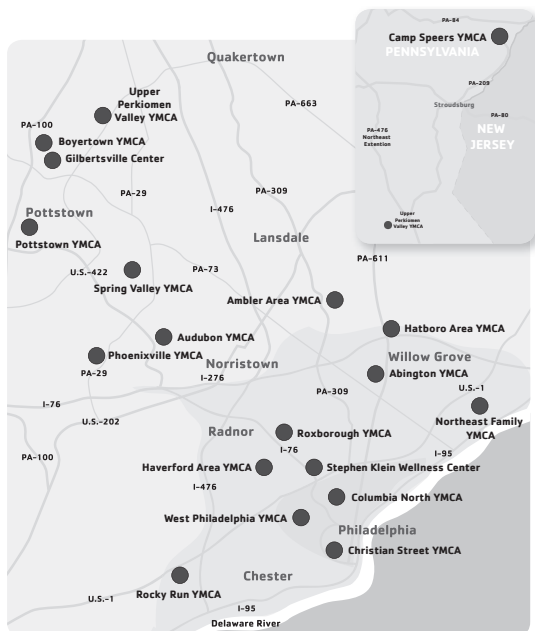 PA-84
Camp Speers YMCA
PENNSYLVANIA
PA-209
Stroudsburg
PA-80
NEW
JERSEY
PA-476
Northeast
Extention
Upper
Perkiomen
Valley YMCA
Quakertown
Upper
Perkiomen
Valley YMCA
PA-663
PA-100
Boyertown YMCA
Gilbertsville Center
PA-29
PA-309
I-476
Pottstown
Pottstown YMCA
Lansdale
PA-611
U.S.-422
PA-73
Spring Valley YMCA
Ambler Area YMCA
Hatboro Area YMCA
Audubon YMCA
Phoenixville YMCA
PA-29
Norristown
I-276
Willow Grove
Abington YMCA
PA-309
U.S.-1
I-76
U.S.-202
Northeast Family
YMCA
Radnor
Roxborough YMCA
I-76
I-95
PA-100
Haverford Area YMCA
Stephen Klein Wellness Center
I-476
Columbia North YMCA
West Philadelphia YMCA
Philadelphia
Christian Street YMCA
Chester
Rocky Run YMCA
U.S.-1
I-95
Delaware River